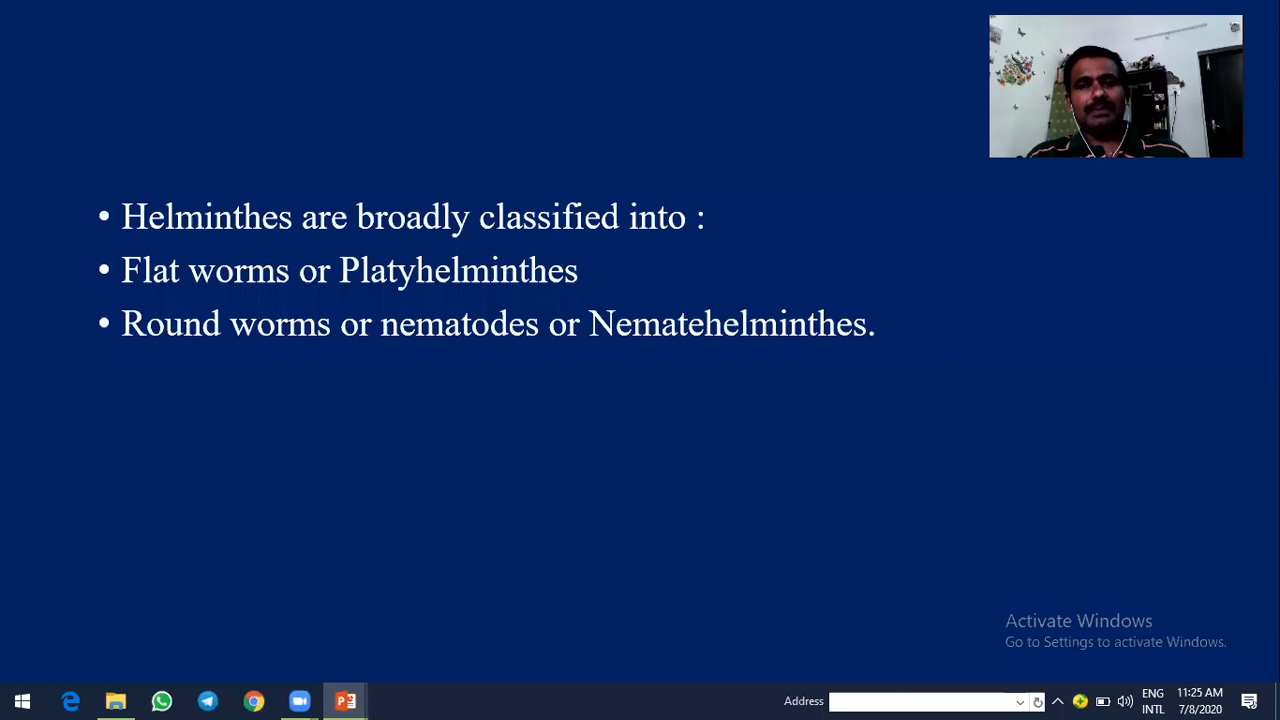 • Helminthes are broadly classified into :
• Flat worms or Platyhelminthes
• Round worms or nematodes or Nematehelminthes.
Activate Windows
Go to Settings to activate Windows.
Address
ENG
INTL
11:25 AM
7/8/2020